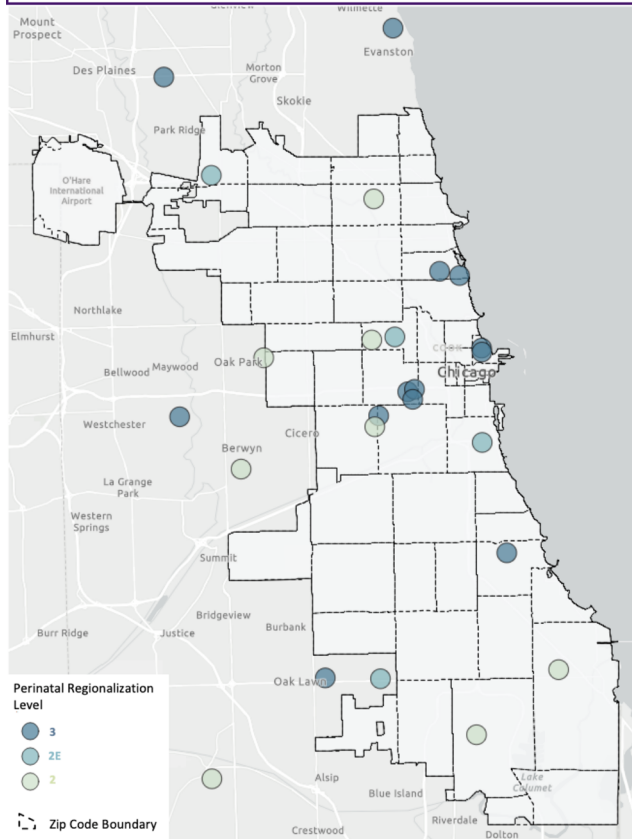 Wilmette
Mount
Prospect
Evanston
Des Plaines
Morton
Grove
Skokie
Park Ridge
O'Hare
International
Airport
Northlake
COOK
Elmhurst
Bellwood
Maywood
Oak Park
Chicago
Westchester
Cicero
Berwyn
La Grange
Park
Western
Springs
Summit
Bridgeview
Burr Ridge
Justice
Burbank
Oak Lawn
Perinatal Regionalization
Level
3
2E
2
Zip Code Boundary
Alsip
Lake
Calumet
Blue Island
Riverdale
Crestwood
Dolton